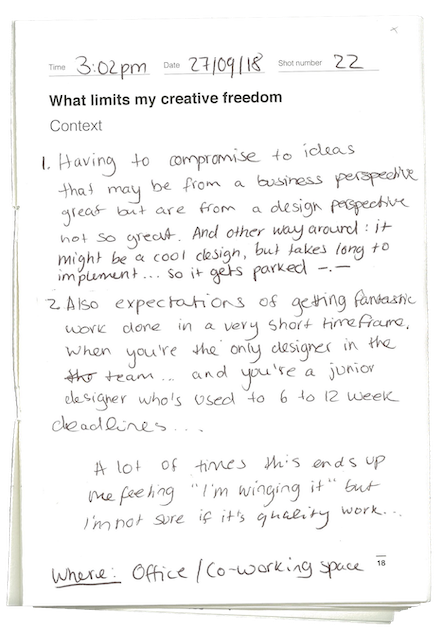 Time 3:02pm Date 27/09/18 Shot number 22
What limits my creative freedom
Context
1. Having to compromise to ideas
that may be from a business perspective
great but are from a design perspective
not so great. And other way around: it
might be a cool design, but takes long to
implement... so it gets parked -.-
2. Also expectations of getting fantastic
work done in a very short timeframe.
When you're the only designer in the
the team... and you're a junior
designer who's used to 6 to 12 week
deadlines...
A lot of times this ends up
me feeling "I'm winging it" but
I'm not sure if it's quality work...
Where: Office / Co-working space
18